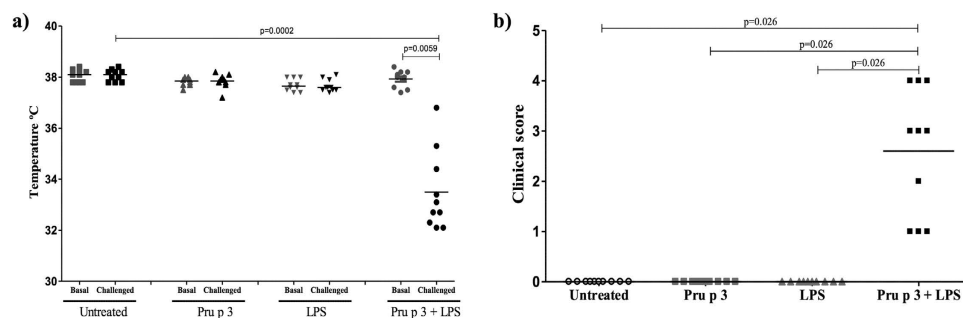 a)
Temperature ºC
40
38
36
34
32
30
p=0.0002
p=0.0059
Basal Challenged Basal Challenged Basal Challenged Basal Challenged
Untreated Pru p 3 LPS Pru p 3 + LPS
b)
Clinical score
5
4
3
2
1
0
p=0.026
p=0.026
p=0.026
Untreated Pru p 3 LPS Pru p 3 + LPS